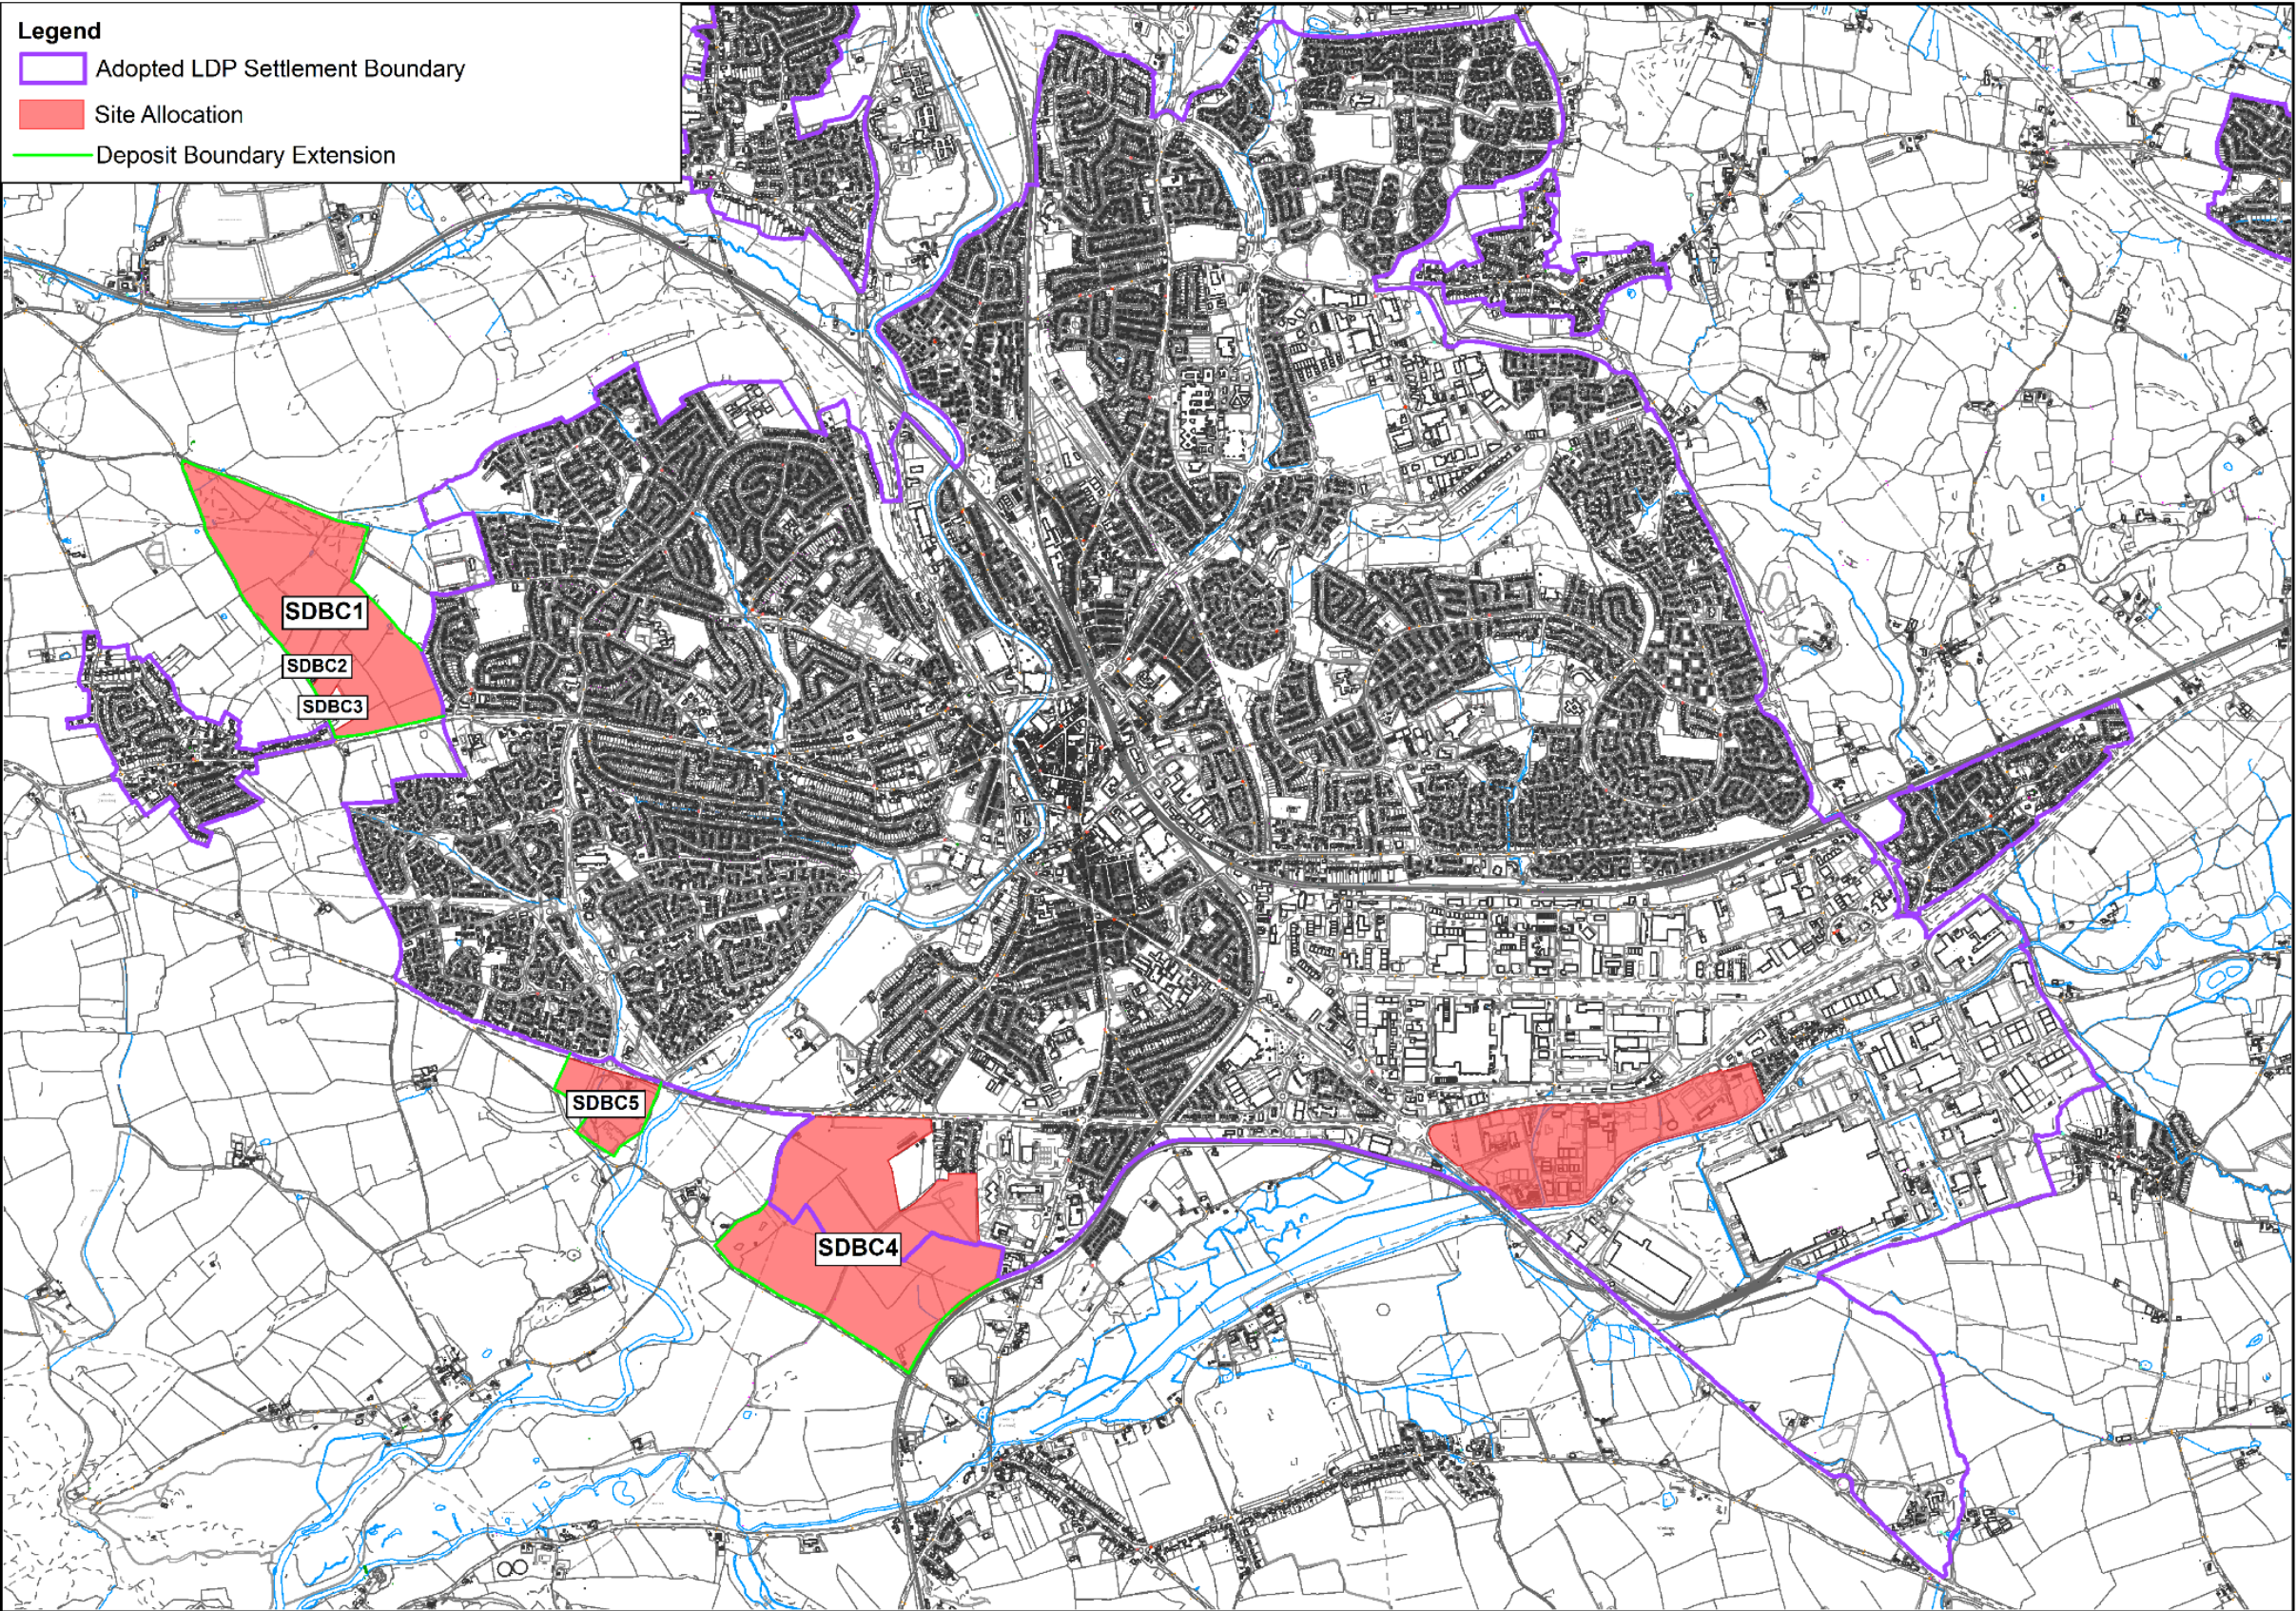 Legend
Adopted LDP Settlement Boundary
Site Allocation
Deposit Boundary Extension
SDBC1
SDBC2
SDBC3
SDBC5
SDBC4